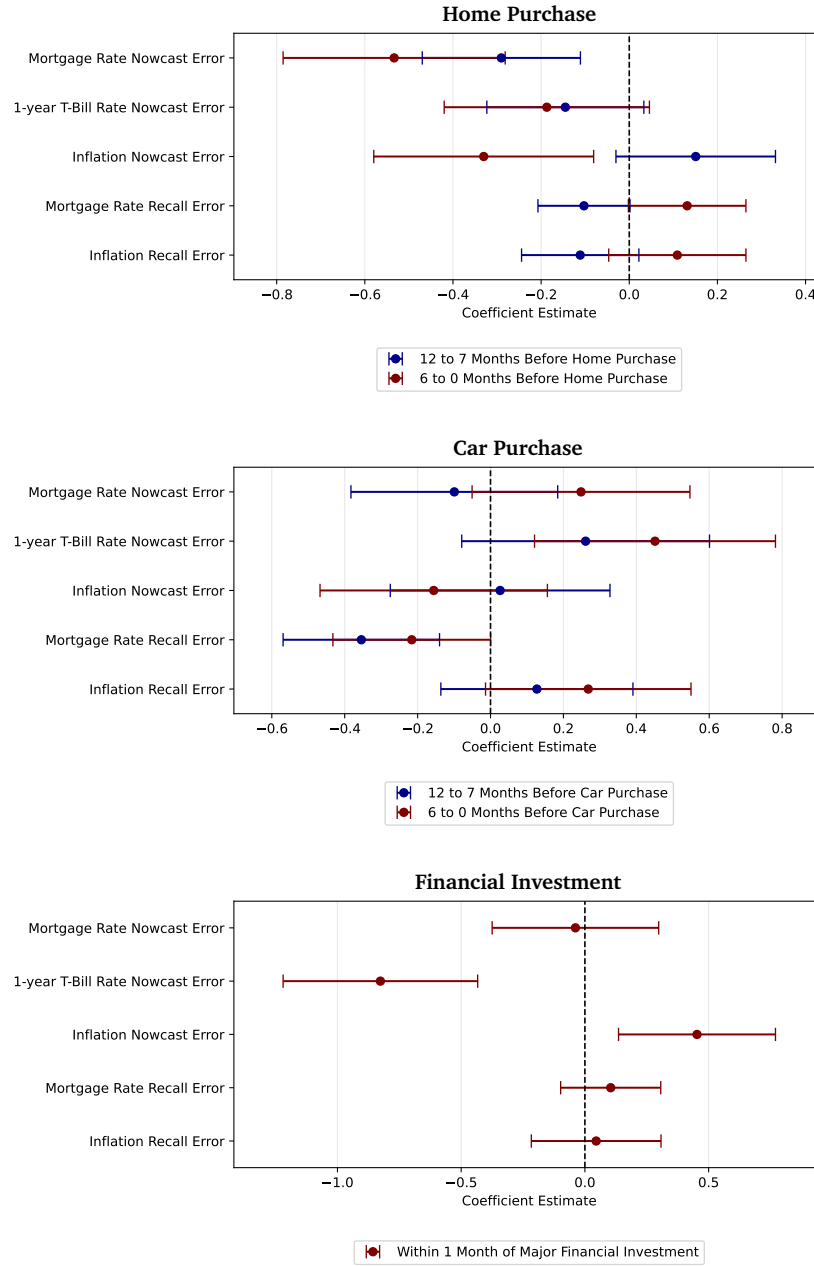 Home Purchase
Mortgage Rate Nowcast Error
1-year T-Bill Rate Nowcast Error
Inflation Nowcast Error
Mortgage Rate Recall Error
Inflation Recall Error
−0.8 −0.6 −0.4 −0.2 0.0 0.2 0.4
Coefficient Estimate
12 to 7 Months Before Home Purchase
6 to 0 Months Before Home Purchase
Car Purchase
Mortgage Rate Nowcast Error
1-year T-Bill Rate Nowcast Error
Inflation Nowcast Error
Mortgage Rate Recall Error
Inflation Recall Error
−0.6 −0.4 −0.2 0.0 0.2 0.4 0.6 0.8
Coefficient Estimate
12 to 7 Months Before Car Purchase
6 to 0 Months Before Car Purchase
Financial Investment
Mortgage Rate Nowcast Error
1-year T-Bill Rate Nowcast Error
Inflation Nowcast Error
Mortgage Rate Recall Error
Inflation Recall Error
−1.0 −0.5 0.0 0.5
Coefficient Estimate
Within 1 Month of Major Financial Investment